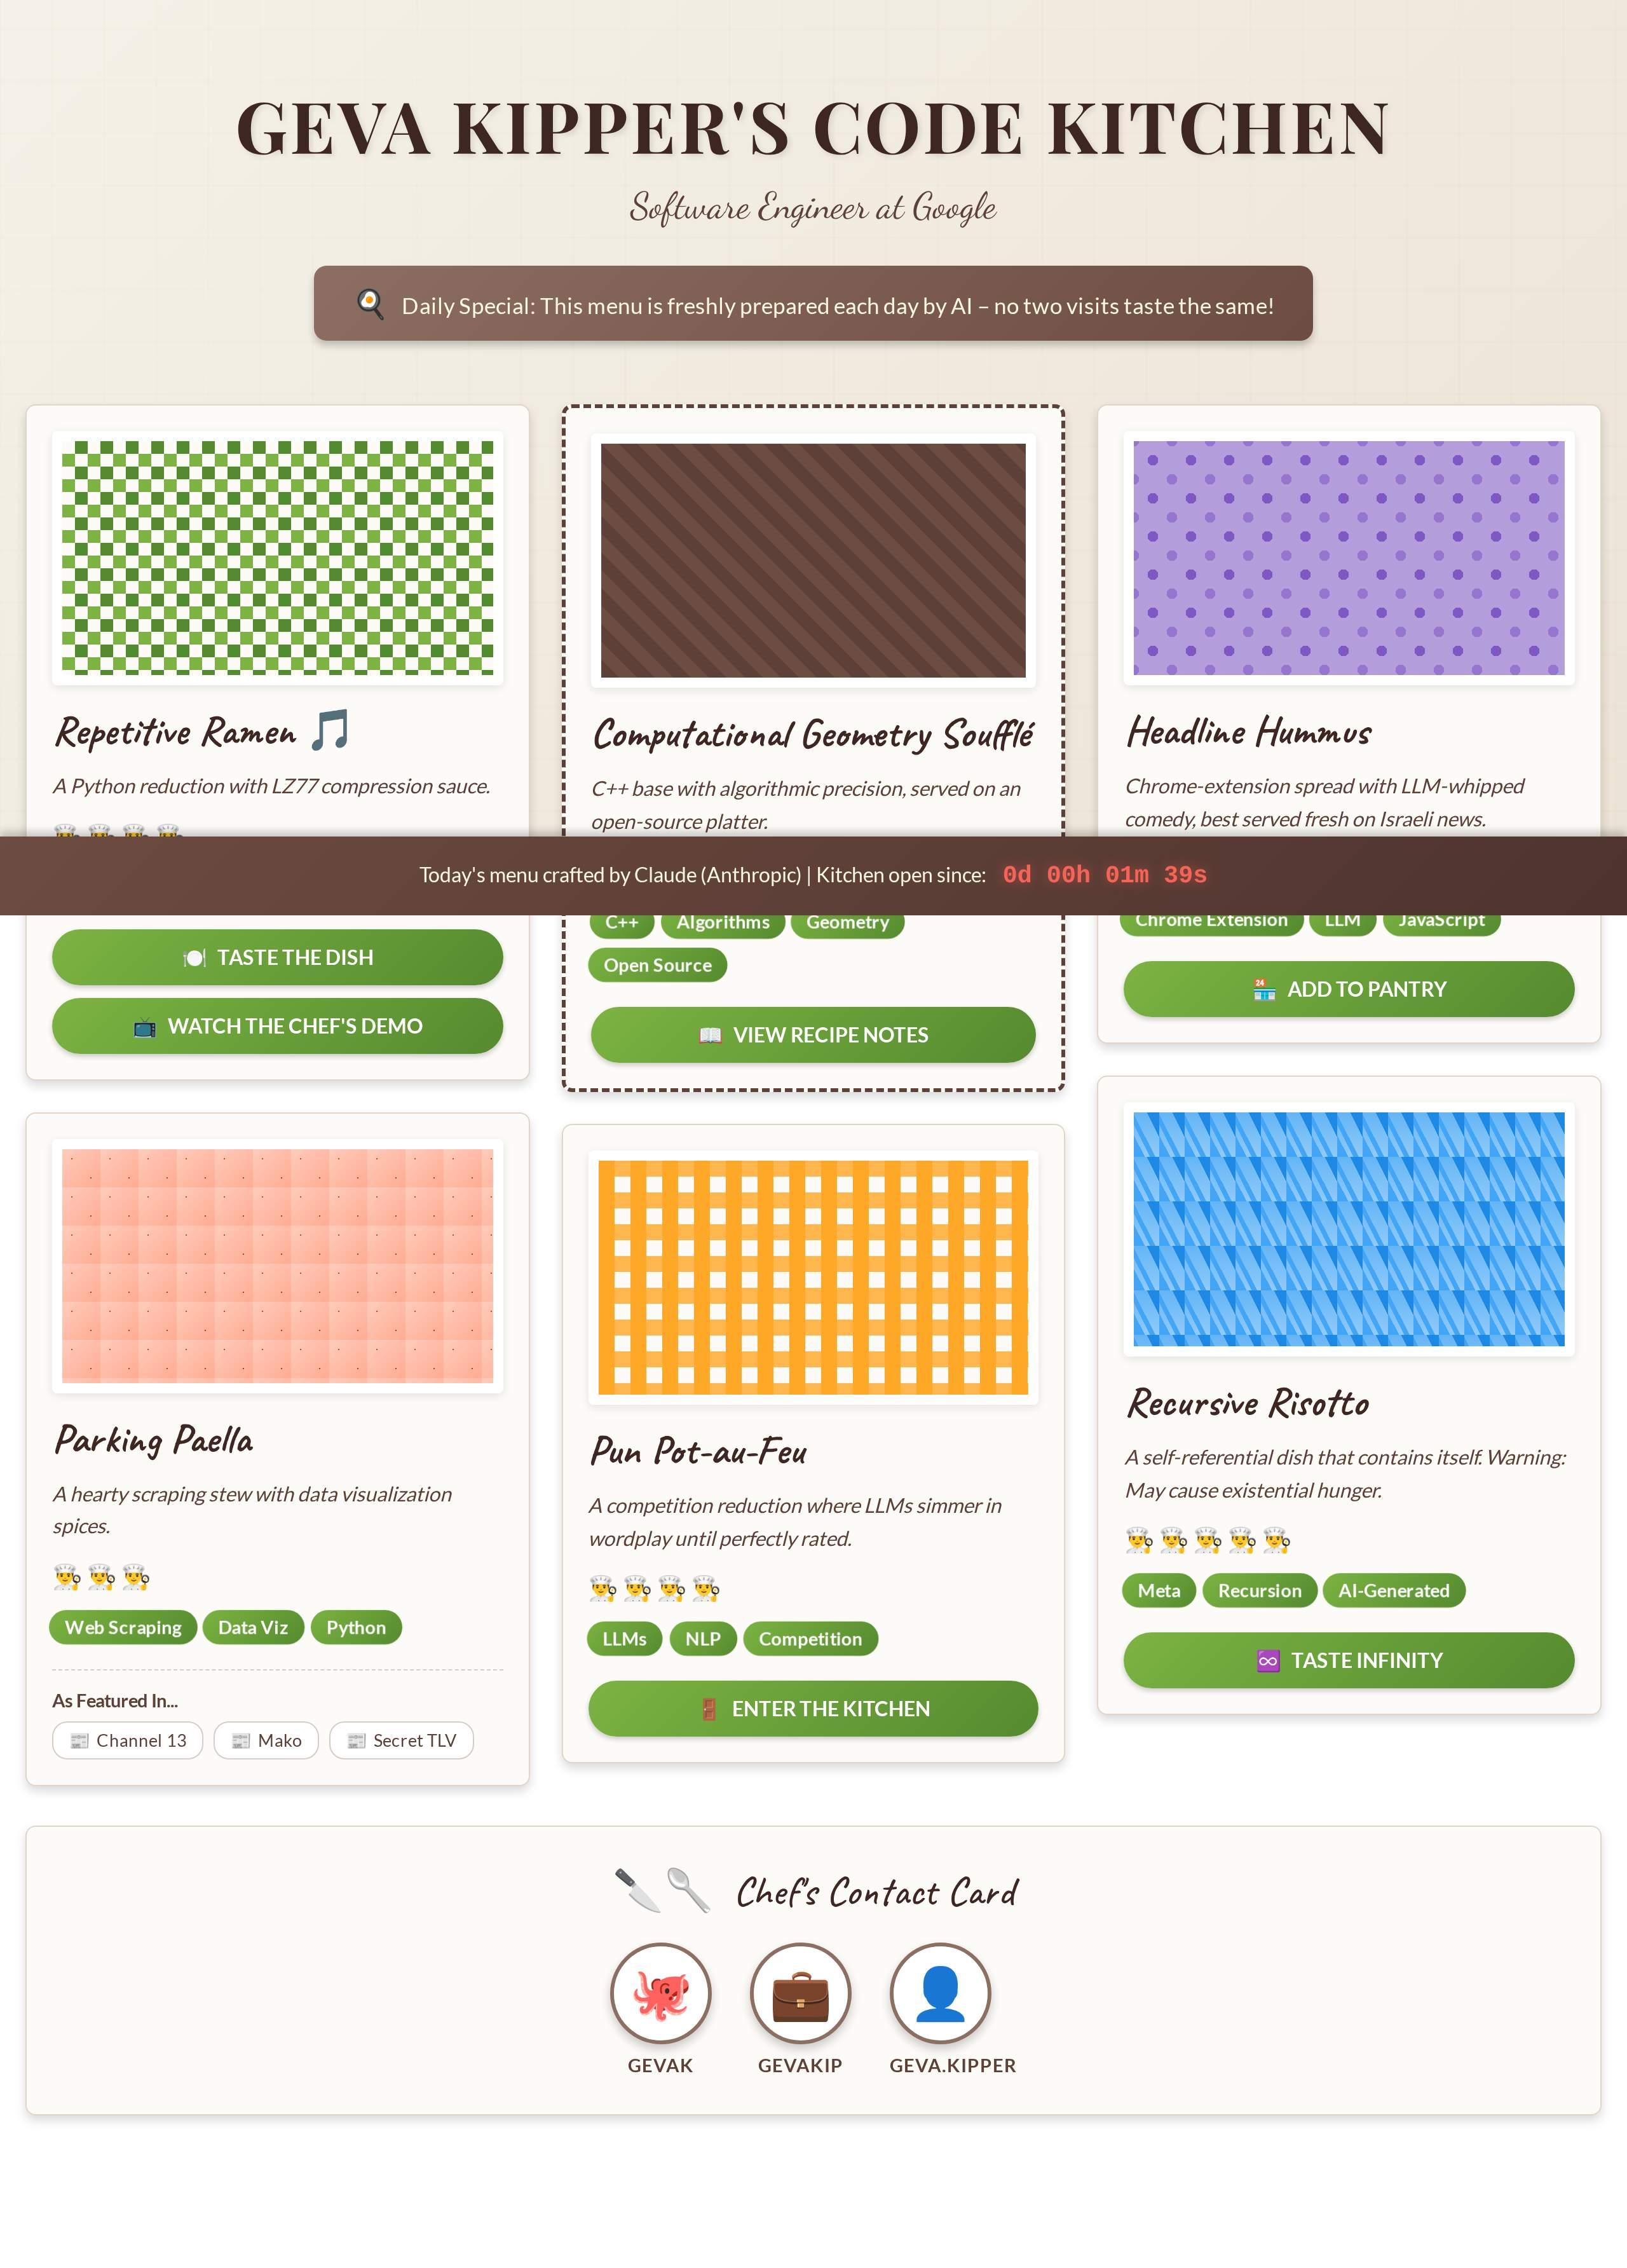 GEVA KIPPER'S CODE KITCHEN
Software Engineer at Google
Daily Special: This menu is freshly prepared each day by AI – no two visits taste the same!
Repetitive Ramen
A Python reduction with LZ77 compression sauce.
TASTE THE DISH
WATCH THE CHEF'S DEMO
Computational Geometry Soufflé
C++ base with algorithmic precision, served on an
open-source platter.
C++ Algorithms Geometry
Open Source
VIEW RECIPE NOTES
Headline Hummus
Chrome-extension spread with LLM-whipped
comedy, best served fresh on Israeli news.
Chrome Extension LLM JavaScript
24
ADD TO PANTRY
Today's menu crafted by Claude (Anthropic) | Kitchen open since: 0d 00h 01m 39s
Parking Paella
A hearty scraping stew with data visualization
spices.
Web Scraping Data Viz Python
As Featured In...
Channel 13 Mako Secret TLV
Pun Pot-au-Feu
A competition reduction where LLMs simmer in
wordplay until perfectly rated.
LLMs NLP Competition
ENTER THE KITCHEN
Recursive Risotto
A self-referential dish that contains itself. Warning:
May cause existential hunger.
Meta Recursion AI-Generated
TASTE INFINITY
Chef's Contact Card
GEVAK GEVAKIP GEVA.KIPPER